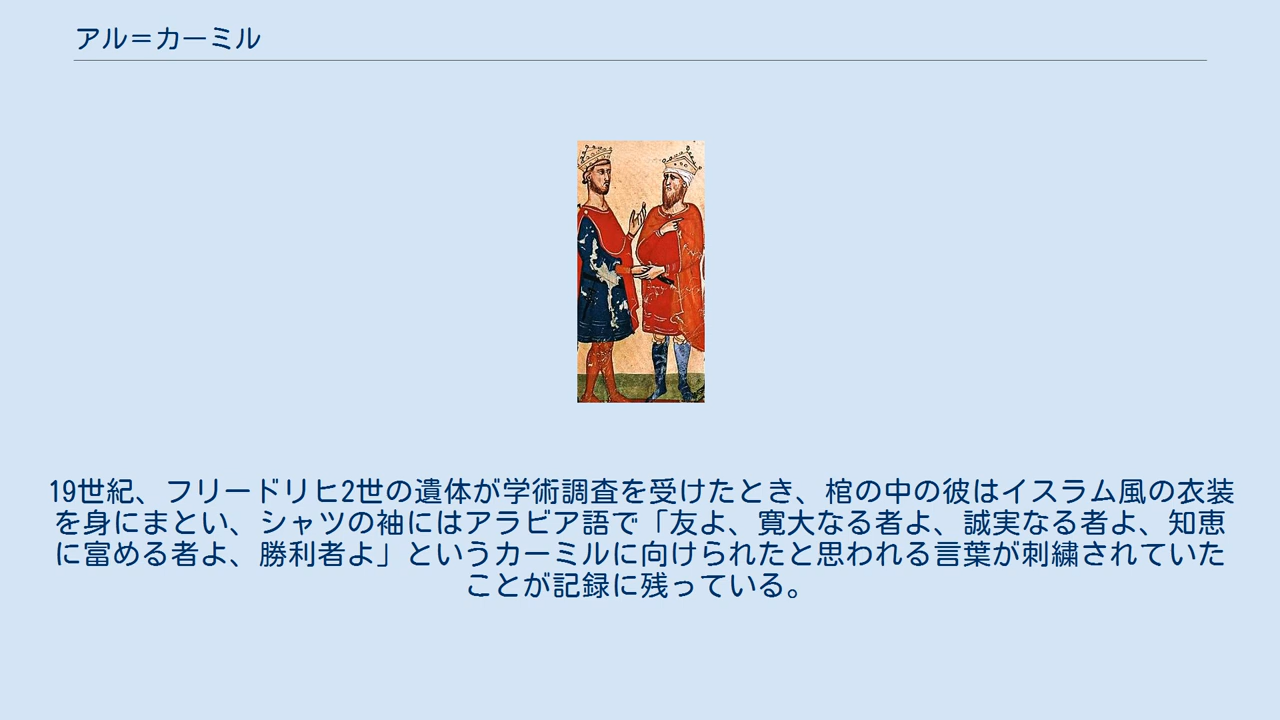 アル＝カーミル
19世紀、フリードリヒ2世の遺体が学術調査を受けたとき、棺の中の彼はイスラム風の衣装
を身にまとい、シャツの袖にはアラビア語で「友よ、寛大なる者よ、誠実なる者よ、知恵
に富める者よ、勝利者よ」というカーミルに向けられたと思われる言葉が刺繍されていた
ことが記録に残っている。